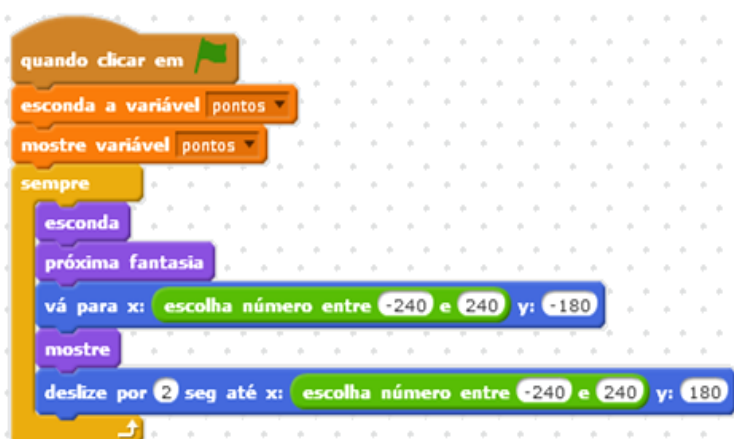 quando clicar em
esconda a variável pontos
mostre variável pontos
sempre
esconda
próxima fantasia
vá para x: escolha número entre -240 e 240 y: -180
mostre
deslize por 2 seg até x: escolha número entre -240 e 240 y: 180